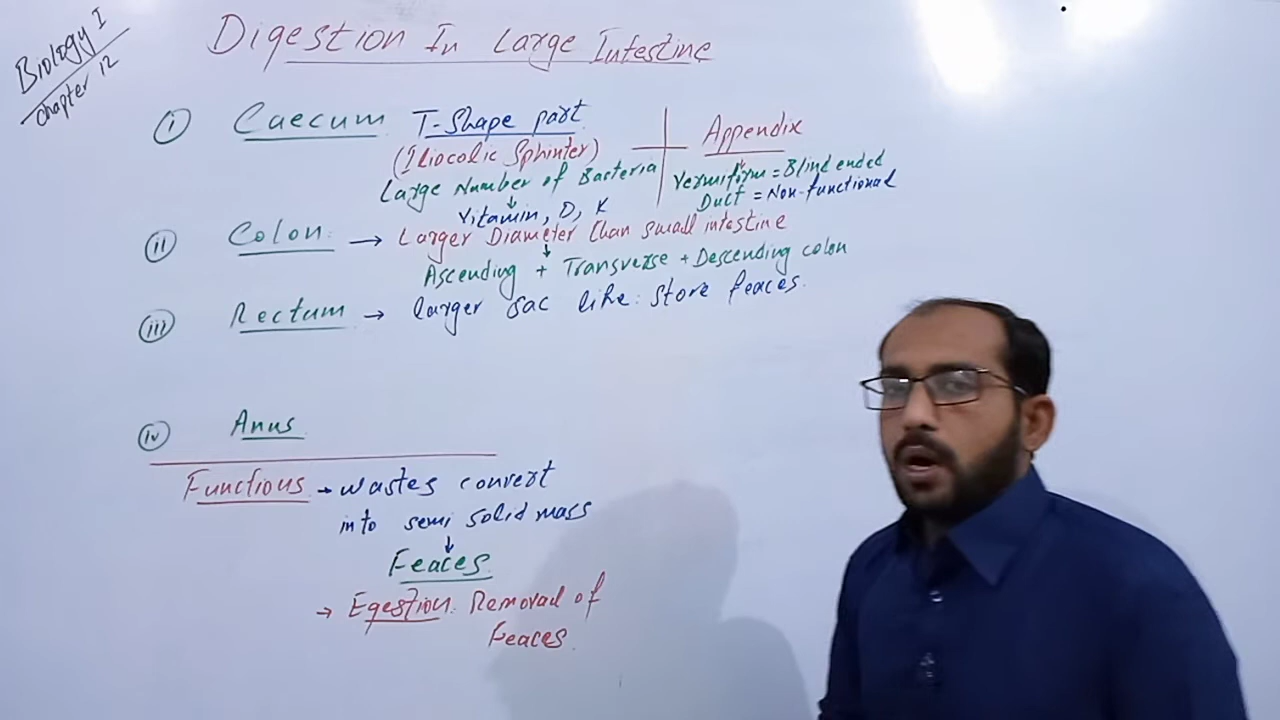 Biology I
Chapter 12
Digestion In Large Intestine
(i) Caecum T-Shape part
(Iliocolic Sphinter)
Large Number of Bacteria
Vitamin, D, K
Appendix
Vermiform = Blind ended
Duct = Non-functional
(ii) Colon → Larger Diameter than small intestine
Ascending + Transverse + Descending colon
(iii) Rectum → larger sac like: store feaces.
(iv) Anus
Functions → wastes convert
into semi solid mass
Feaces
→ Egestion: Removal of
Feaces